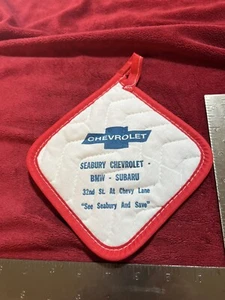 CHEVROLET
SEABURY CHEVROLET -
BMW - SUBARU
32nd St. At Chevy Lane
"See Seabury And Save"